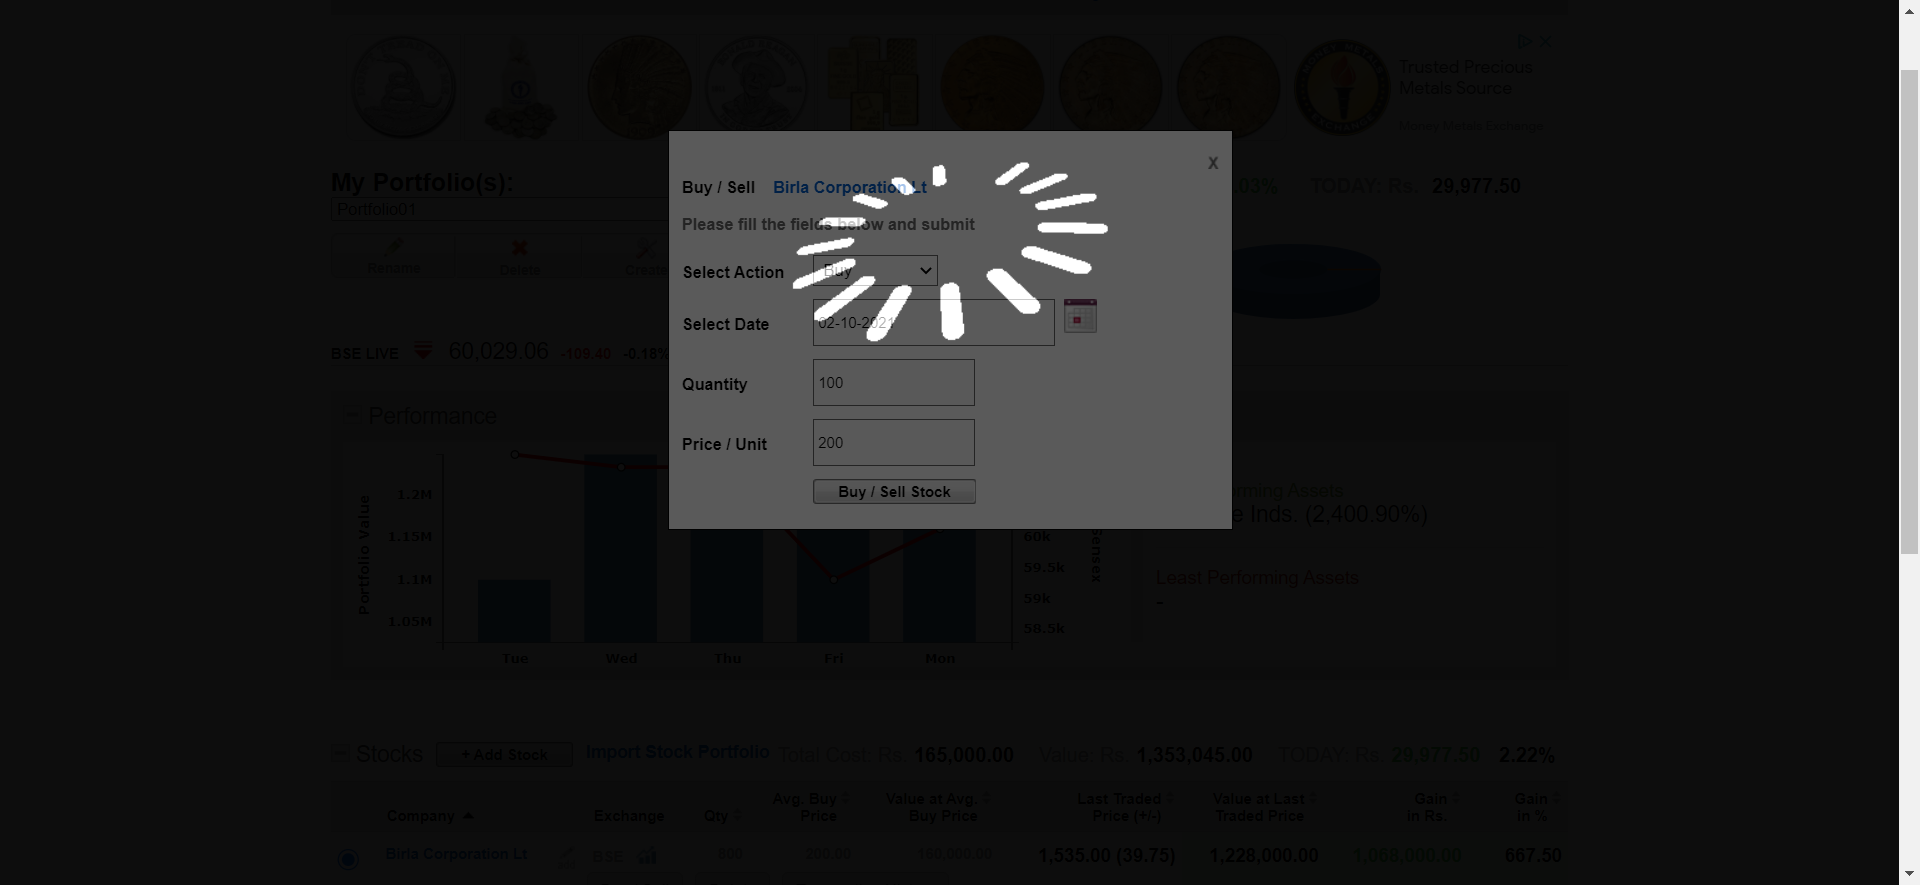 Trusted Precious
Metals Source
Money Metals Exchange
X
My Portfolio(s):
.03% TODAY: Rs. 29,977.50
Buy / Sell Birla Corporation Lt
Portfolio01
Please fill the fields below and submit
Rename Delete Create
Select Action Buy
Select Date 02-10-2021
BSE LIVE 60,029.06 -109.40 -0.18%
Quantity 100
Performance
Price / Unit 200
Buy / Sell Stock
Portfolio Value
1.2M
1.15M
1.1M
1.05M
Tue Wed Thu Fri Mon
60k
59.5k
59k
58.5k
Sensex
Assets
e Inds. (2,400.90%)
Least Performing Assets
-
Stocks + Add Stock Import Stock Portfolio Total Cost: Rs. 165,000.00 Value: Rs. 1,353,045.00 TODAY: Rs. 29,977.50 2.22%
Company Exchange Qty Avg. Buy Price Value at Avg. Buy Price Last Traded Price (+/-) Value at Last Traded Price Gain in Rs. Gain in %
Birla Corporation Lt BSE 800 200.00 160,000.00 1,535.00 (39.75) 1,228,000.00 1,068,000.00 667.50